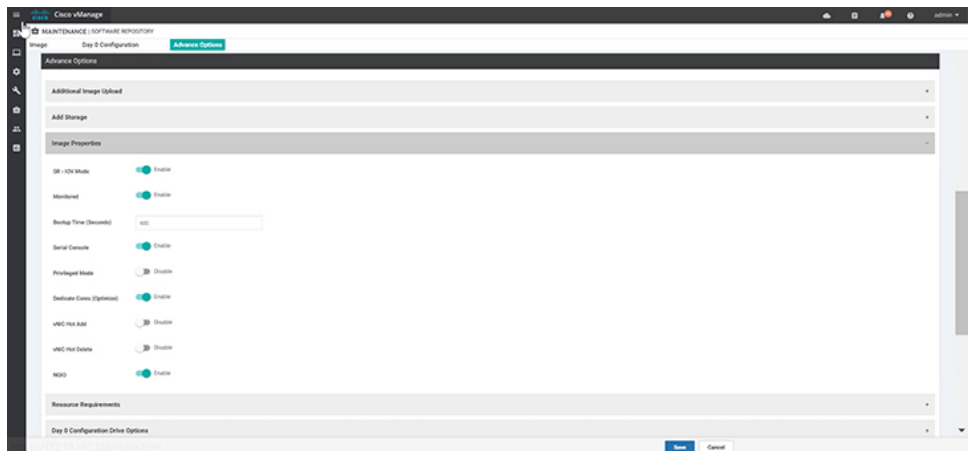 CISCO
Cisco vManage
admin
MAINTENANCE | SOFTWARE REPOSITORY
Image Day 0 Configuration Advance Options
Advance Options
Additional Image Upload
Add Storage
Image Properties
SR - IOV Mode Enable
Monitored Enable
Bootup Time (Seconds) 600
Serial Console Enable
Privileged Mode Disable
Dedicate Cores (Optimize) Enable
vNIC Hot Add Disable
vNIC Hot Delete Disable
NGIO Enable
Resource Requirements
Day 0 Configuration Drive Options
Save Cancel